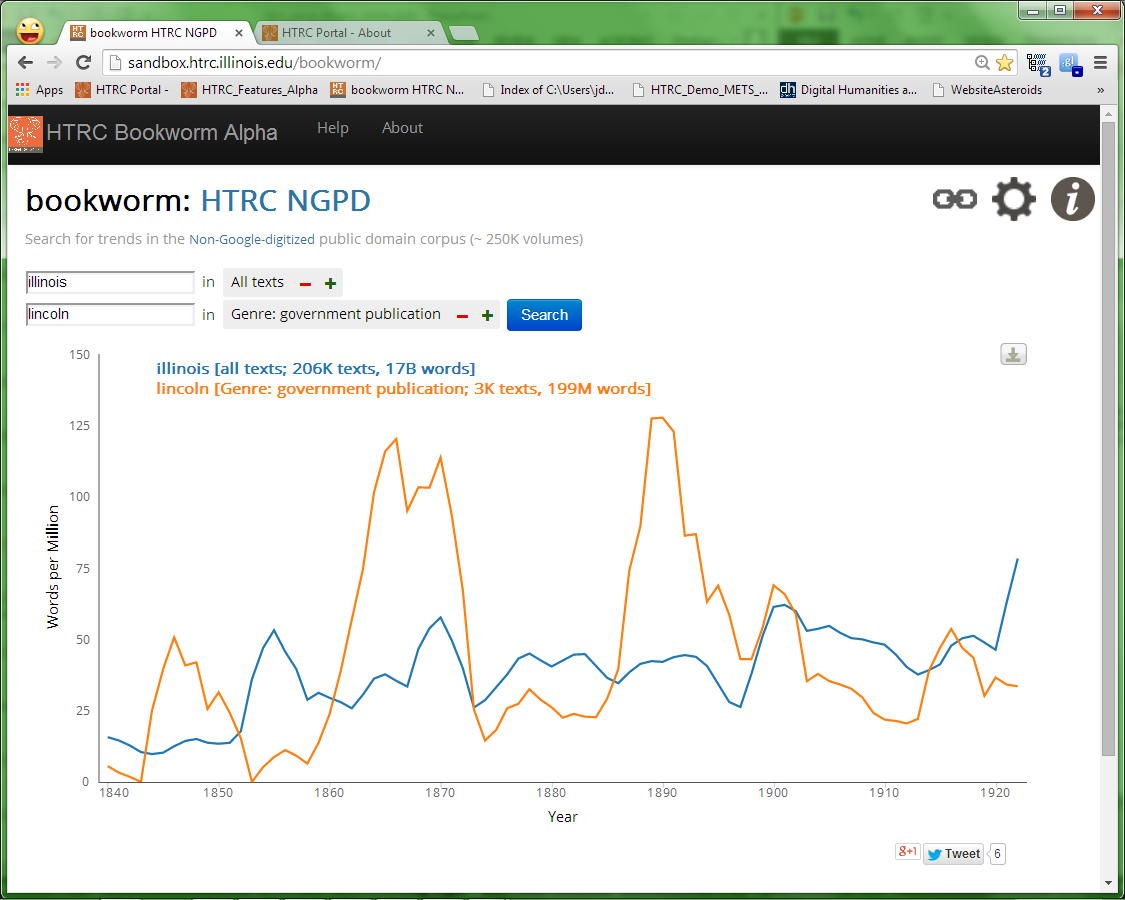 bookworm HTRC NGPD
HTRC Portal - About
sandbox.htrc.illinois.edu/bookworm/
Apps HTRC Portal - HTRC_Features_Alpha bookworm HTRC N... Index of C:\Users\jd... HTRC_Demo_METS_... Digital Humanities a... WebsiteAsteroids »
HTRC Bookworm Alpha Help About
bookworm: HTRC NGPD
Search for trends in the Non-Google-digitized public domain corpus (~ 250K volumes)
illinois in All texts − +
lincoln in Genre: government publication − + Search
illinois [all texts; 206K texts, 17B words]
lincoln [Genre: government publication; 3K texts, 199M words]
150
125
100
75
50
25
0
Words per Million
1840 1850 1860 1870 1880 1890 1900 1910 1920
Year
g+1 Tweet 6